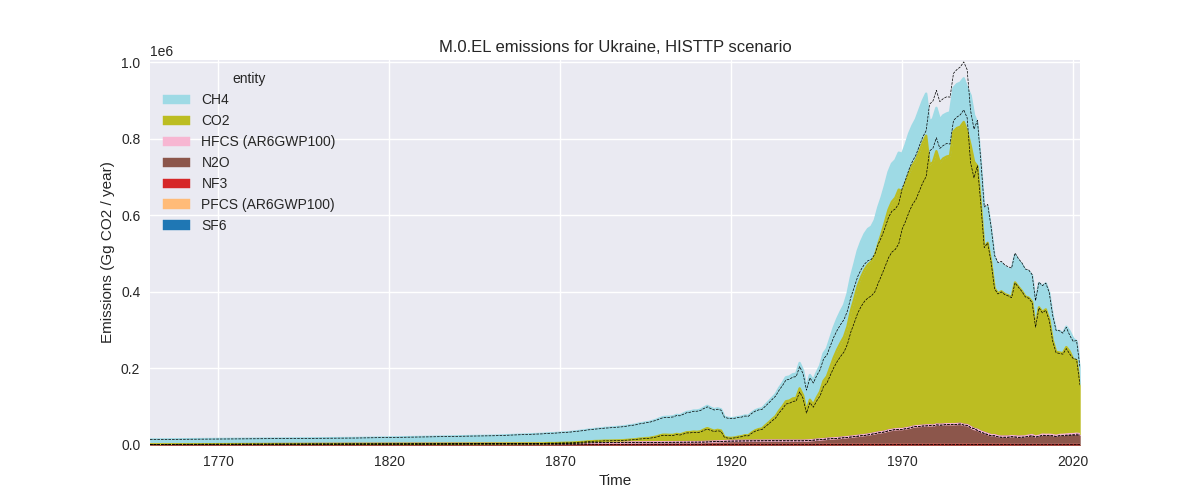 M.0.EL emissions for Ukraine, HISTTP scenario
1e6
1.0
0.8
0.6
0.4
0.2
0.0
Emissions (Gg CO2 / year)
entity
CH4
CO2
HFCS (AR6GWP100)
N2O
NF3
PFCS (AR6GWP100)
SF6
1770 1820 1870 1920 1970 2020
Time